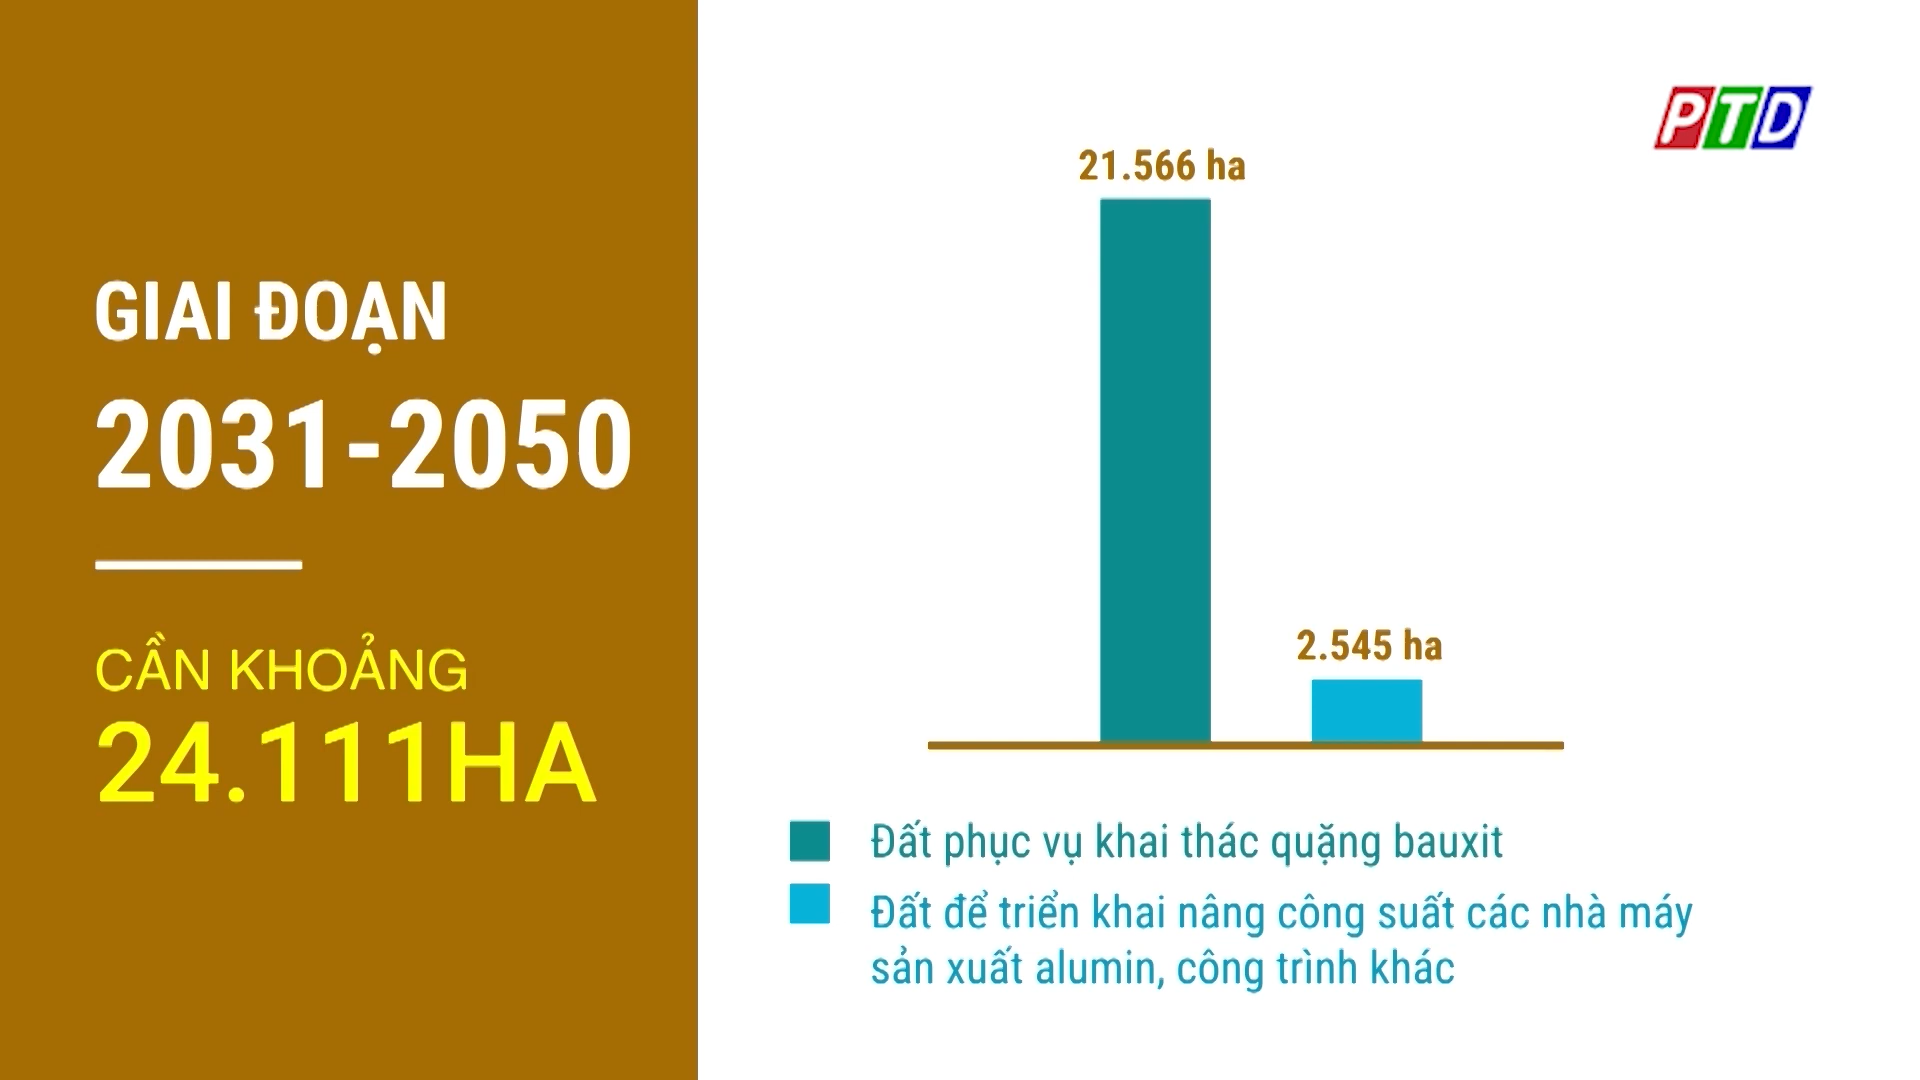 GIAI ĐOẠN
2031-2050
CẦN KHOẢNG
24.111HA
PTD
21.566 ha
2.545 ha
Đất phục vụ khai thác quặng bauxit
Đất để triển khai nâng công suất các nhà máy
sản xuất alumin, công trình khác